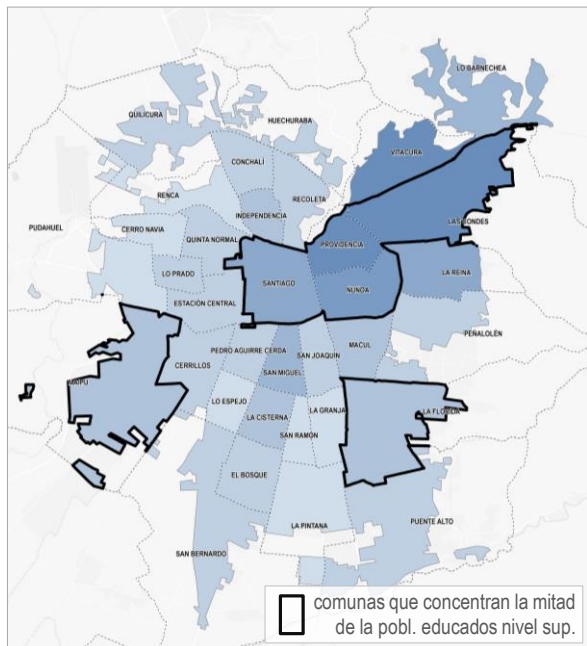 LO BARNECHEA
QUILICURA
HUECHURABA
VITACURA
CONCHALÍ
RENCA
RECOLETA
INDEPENDENCIA
LAS CONDES
PUDAHUEL
CERRO NAVIA
QUINTA NORMAL
PROVIDENCIA
LO PRADO
LA REINA
SANTIAGO
ÑUÑOA
ESTACIÓN CENTRAL
PEÑALOLÉN
MACUL
PEDRO AGUIRRE CERDA
SAN JOAQUÍN
CERRILLOS
SAN MIGUEL
MAIPÚ
LO ESPEJO
LA GRANJA
LA FLORIDA
LA CISTERNA
SAN RAMÓN
EL BOSQUE
PUENTE ALTO
LA PINTANA
SAN BERNARDO
comunas que concentran la mitad
de la pobl. educados nivel sup.